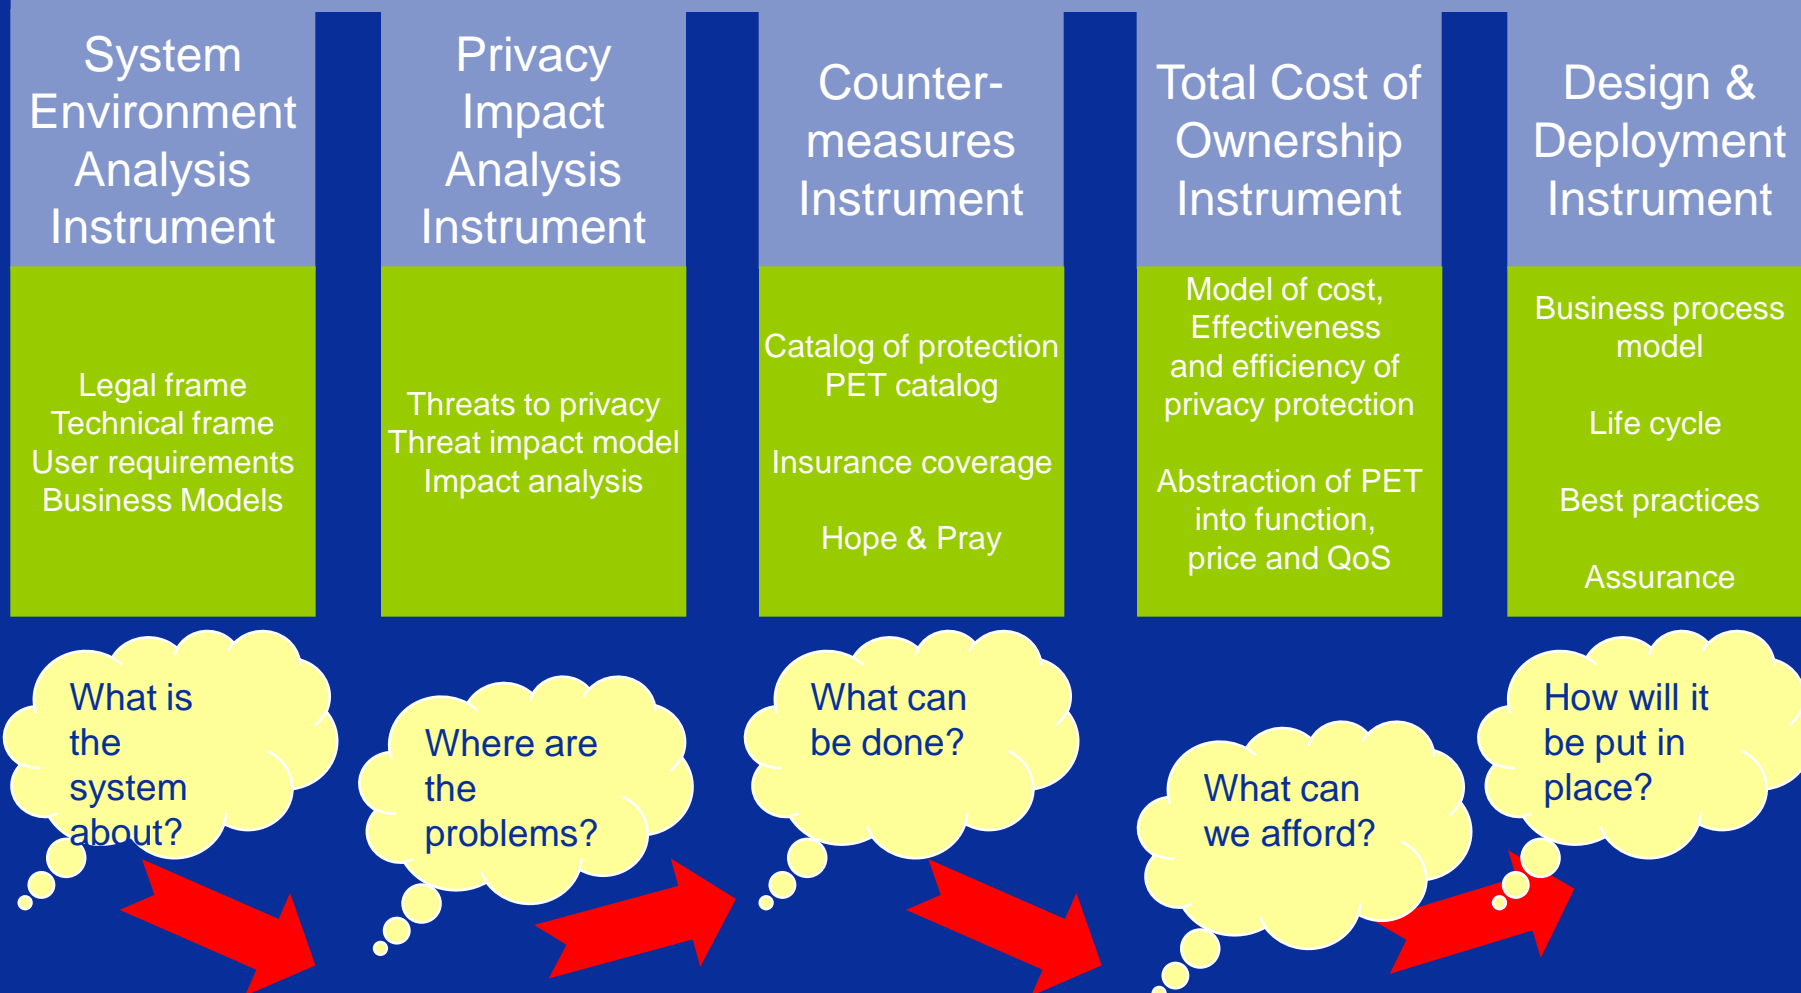 System
Environment
Analysis
Instrument
Legal frame
Technical frame
User requirements
Business Models
What is
the
system
about?
Privacy
Impact
Analysis
Instrument
Threats to privacy
Threat impact model
Impact analysis
Where are
the
problems?
Counter-
measures
Instrument
Catalog of protection
PET catalog
Insurance coverage
Hope & Pray
What can
be done?
Total Cost of
Ownership
Instrument
Model of cost,
Effectiveness
and efficiency of
privacy protection
Abstraction of PET
into function,
price and QoS
What can
we afford?
Design &
Deployment
Instrument
Business process
model
Life cycle
Best practices
Assurance
How will it
be put in
place?